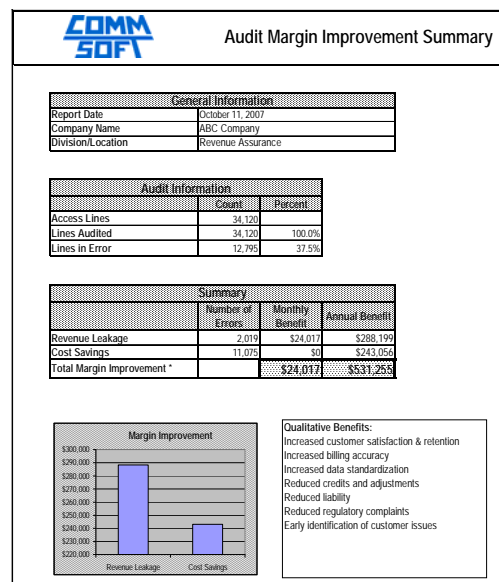 COMM
SOFT
Audit Margin Improvement Summary
General Information
Report Date October 11, 2007
Company Name ABC Company
Division/Location Revenue Assurance
Audit Information
Count Percent
Access Lines 34,120
Lines Audited 34,120 100.0%
Lines in Error 12,795 37.5%
Summary
Number of Errors Monthly Benefit Annual Benefit
Revenue Leakage 2,019 $24,017 $288,199
Cost Savings 11,075 $0 $243,056
Total Margin Improvement * $24,017 $531,255
Margin Improvement
$300,000
$290,000
$280,000
$270,000
$260,000
$250,000
$240,000
$230,000
$220,000
Revenue Leakage Cost Savings
Qualitative Benefits:
Increased customer satisfaction & retention
Increased billing accuracy
Increased data standardization
Reduced credits and adjustments
Reduced liability
Reduced regulatory complaints
Early identification of customer issues